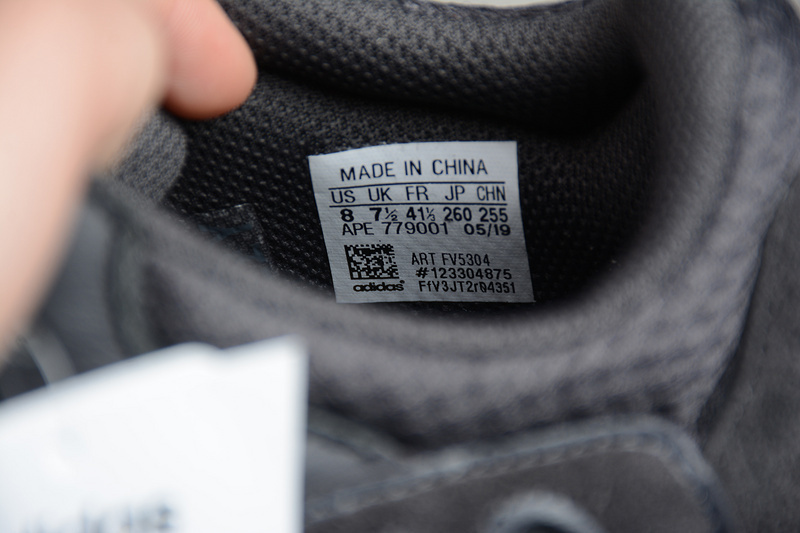 MADE IN CHINA
US UK FR JP CHN
8 7½ 41⅓ 260 255
APE 779001 05/19
ART FV5304
#123304875
adidas FfV3JT2r04351